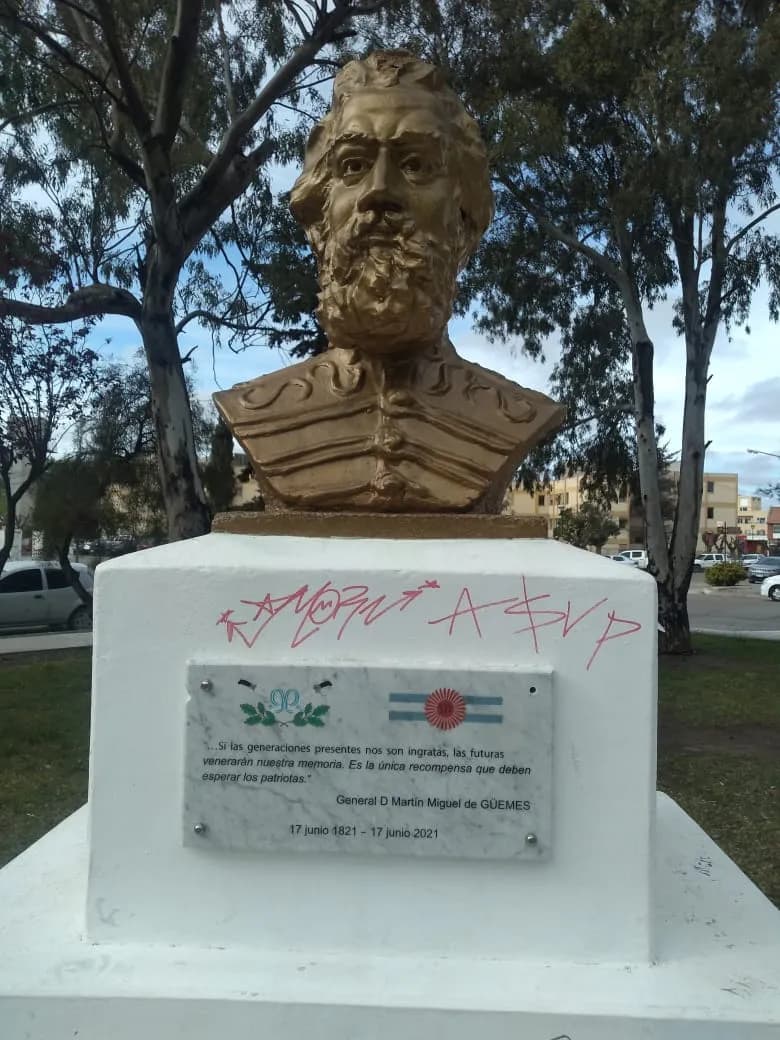 A$VP
...Si las generaciones presentes nos son ingratas, las futuras
venerarán nuestra memoria. Es la única recompensa que deben
esperar los patriotas."
General D Martín Miguel de GÜEMES
17 junio 1821 – 17 junio 2021